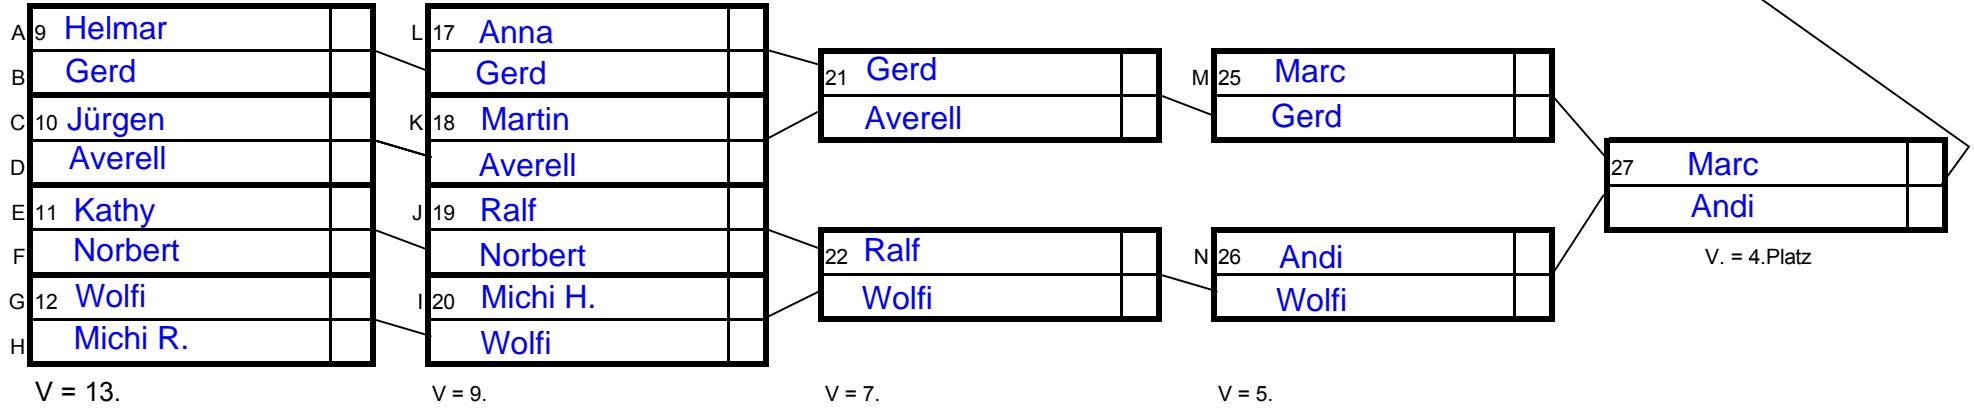 A 9 Helmar
B Gerd
C 10 Jürgen
D Averell
E 11 Kathy
F Norbert
G 12 Wolfi
H Michi R.
V = 13.
L 17 Anna
Gerd
K 18 Martin
Averell
J 19 Ralf
Norbert
I 20 Michi H.
Wolfi
V = 9.
21 Gerd
Averell
22 Ralf
Wolfi
V = 7.
M 25 Marc
Gerd
N 26 Andi
Wolfi
V = 5.
27 Marc
Andi
V. = 4.Platz